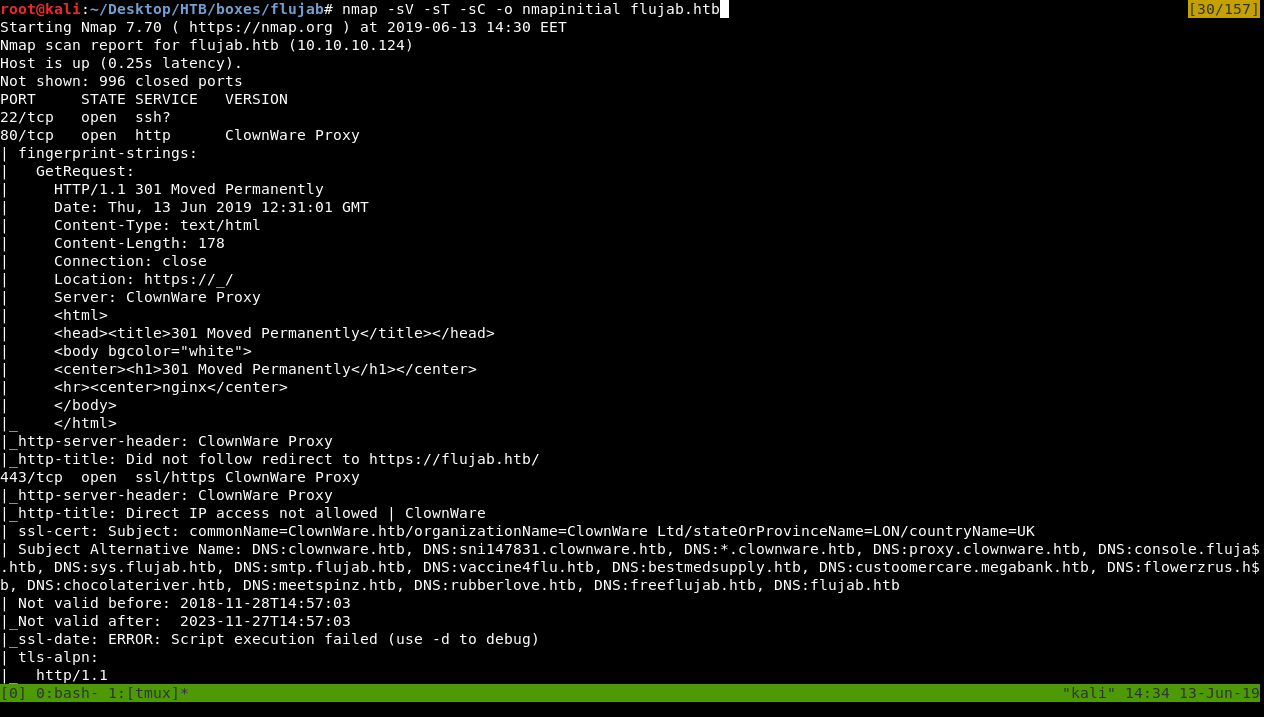 root@kali:~/Desktop/HTB/boxes/flujab# nmap -sV -sT -sC -o nmapinitial flujab.htb [30/157]
Starting Nmap 7.70 ( https://nmap.org ) at 2019-06-13 14:30 EET
Nmap scan report for flujab.htb (10.10.10.124)
Host is up (0.25s latency).
Not shown: 996 closed ports
PORT     STATE SERVICE   VERSION
22/tcp   open  ssh?
80/tcp   open  http      ClownWare Proxy
| fingerprint-strings:
|   GetRequest:
|     HTTP/1.1 301 Moved Permanently
|     Date: Thu, 13 Jun 2019 12:31:01 GMT
|     Content-Type: text/html
|     Content-Length: 178
|     Connection: close
|     Location: https://_/
|     Server: ClownWare Proxy
|     <html>
|     <head><title>301 Moved Permanently</title></head>
|     <body bgcolor="white">
|     <center><h1>301 Moved Permanently</h1></center>
|     <hr><center>nginx</center>
|     </body>
|_    </html>
|_http-server-header: ClownWare Proxy
|_http-title: Did not follow redirect to https://flujab.htb/
443/tcp  open  ssl/https ClownWare Proxy
|_http-server-header: ClownWare Proxy
|_http-title: Direct IP access not allowed | ClownWare
| ssl-cert: Subject: commonName=ClownWare.htb/organizationName=ClownWare Ltd/stateOrProvinceName=LON/countryName=UK
| Subject Alternative Name: DNS:clownware.htb, DNS:sni147831.clownware.htb, DNS:*.clownware.htb, DNS:proxy.clownware.htb, DNS:console.fluja$
.htb, DNS:sys.flujab.htb, DNS:smtp.flujab.htb, DNS:vaccine4flu.htb, DNS:bestmedsupply.htb, DNS:custoomercare.megabank.htb, DNS:flowerzrus.h$
b, DNS:chocolateriver.htb, DNS:meetspinz.htb, DNS:rubberlove.htb, DNS:freeflujab.htb, DNS:flujab.htb
| Not valid before: 2018-11-28T14:57:03
|_Not valid after:  2023-11-27T14:57:03
|_ssl-date: ERROR: Script execution failed (use -d to debug)
| tls-alpn:
|_  http/1.1
[0] 0:bash- 1:[tmux]* "kali" 14:34 13-Jun-19